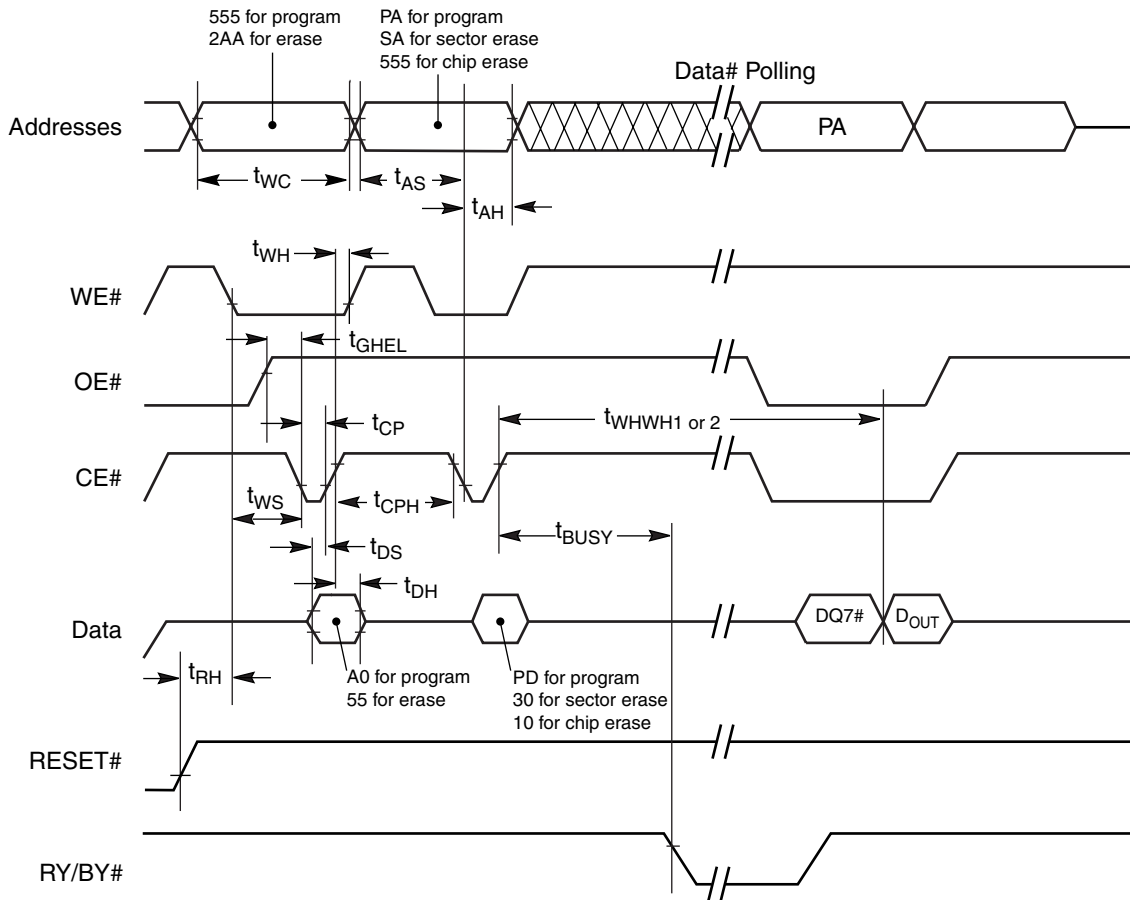 555 for program
2AA for erase
PA for program
SA for sector erase
555 for chip erase
Data# Polling
Addresses
PA
tWC
tAS
tAH
tWH
WE#
tGHEL
OE#
tWHWH1 or 2
tCP
CE#
tWS
tCPH
tBUSY
tDS
tDH
Data
DQ7#
DOUT
tRH
A0 for program
55 for erase
PD for program
30 for sector erase
10 for chip erase
RESET#
RY/BY#